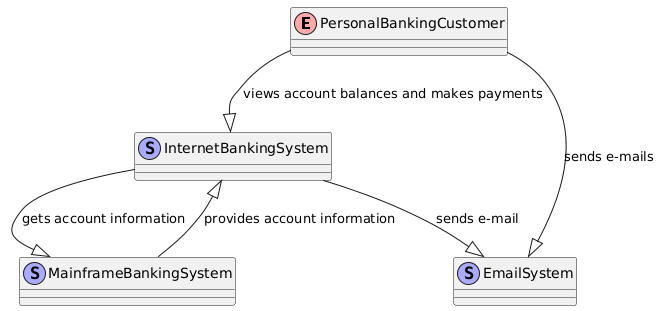 E PersonalBankingCustomer
views account balances and makes payments
S InternetBankingSystem
sends e-mails
gets account information
provides account information
sends e-mail
S MainframeBankingSystem
S EmailSystem